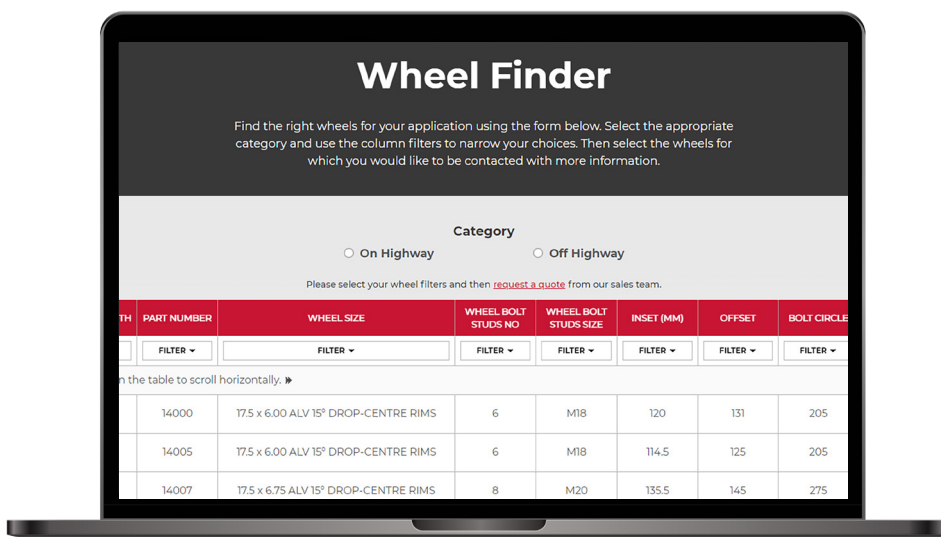 Wheel Finder
Find the right wheels for your application using the form below. Select the appropriate
category and use the column filters to narrow your choices. Then select the wheels for
which you would like to be contacted with more information.
Category
On Highway Off Highway
Please select your wheel filters and then request a quote from our sales team.
TH PART NUMBER WHEEL SIZE WHEEL BOLT STUDS NO WHEEL BOLT STUDS SIZE INSET (MM) OFFSET BOLT CIRCLE
FILTER FILTER FILTER FILTER FILTER FILTER FILTER
n the table to scroll horizontally.
14000 17.5 x 6.00 ALV 15° DROP-CENTRE RIMS 6 M18 120 131 205
14005 17.5 x 6.00 ALV 15° DROP-CENTRE RIMS 6 M18 114.5 125 205
14007 17.5 x 6.75 ALV 15° DROP-CENTRE RIMS 8 M20 135.5 145 275